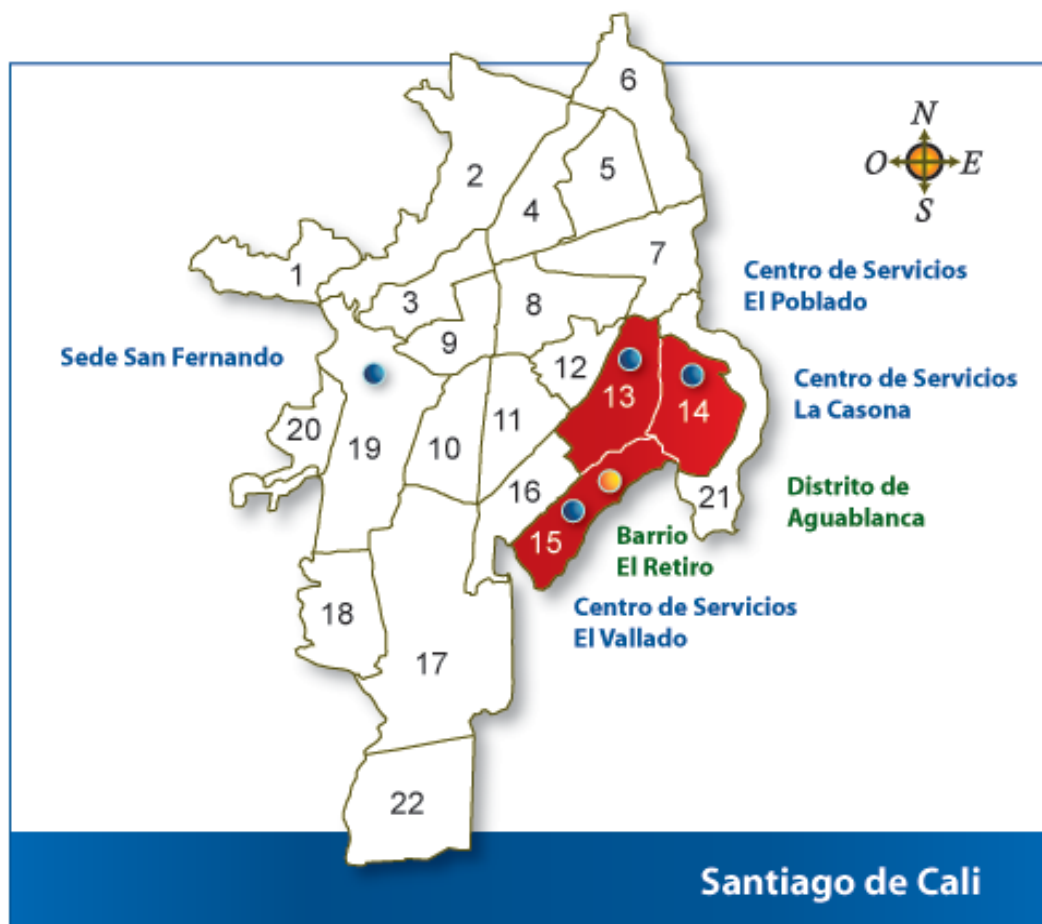 6
N
2
5
O E
4
S
7
1
Centro de Servicios
El Poblado
3
8
9
Sede San Fernando
12
13
14
Centro de Servicios
La Casona
20
19
10
11
16
21
Distrito de
Aguablanca
15
Barrio
El Retiro
Centro de Servicios
El Vallado
18
17
22
Santiago de Cali